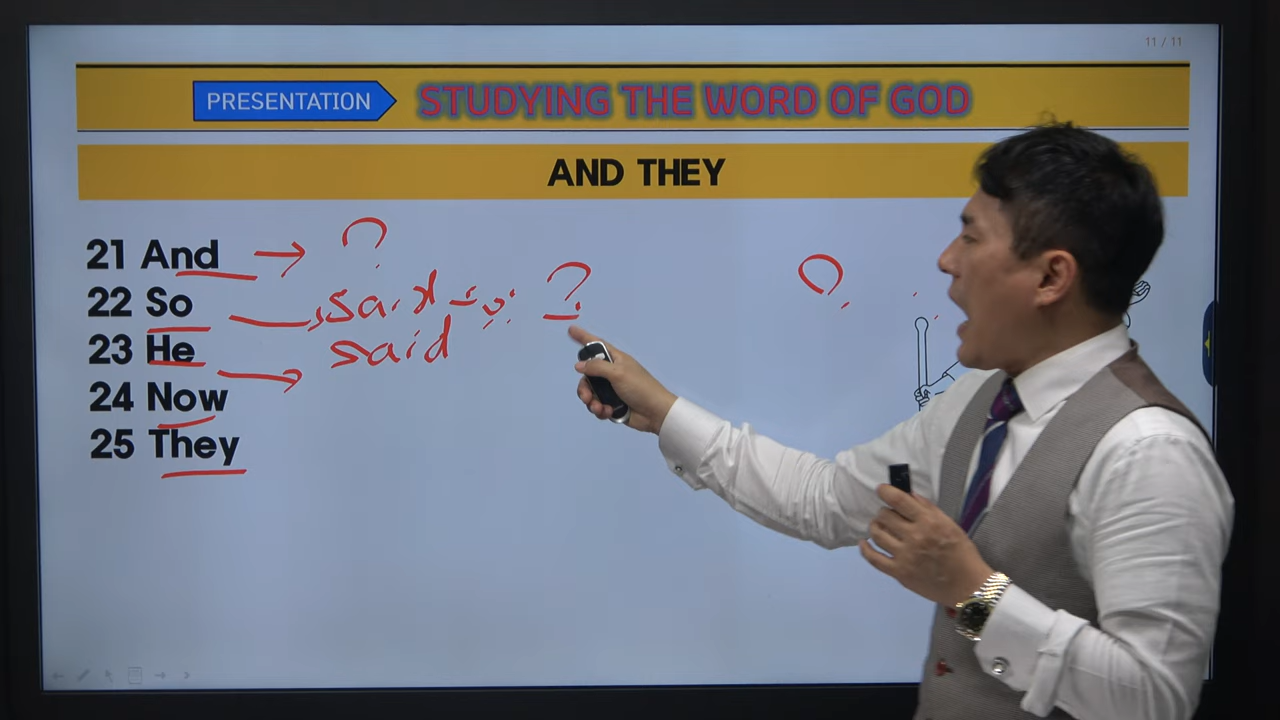 11 / 11
PRESENTATION STUDYING THE WORD OF GOD
AND THEY
21 And → ?
22 So said ?
23 He → said
24 Now
25 They